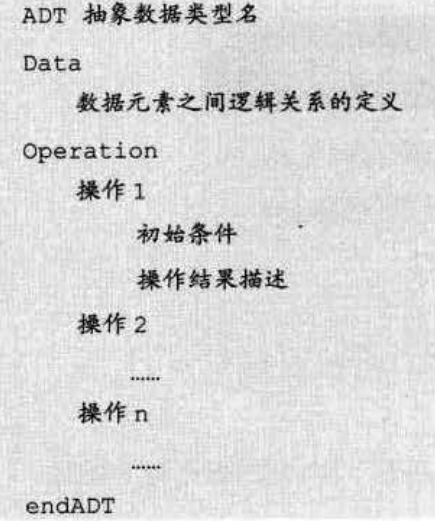 ADT 抽象数据类型名
Data
数据元素之间逻辑关系的定义
Operation
操作1
初始条件
操作结果描述
操作2
……
操作n
……
endADT